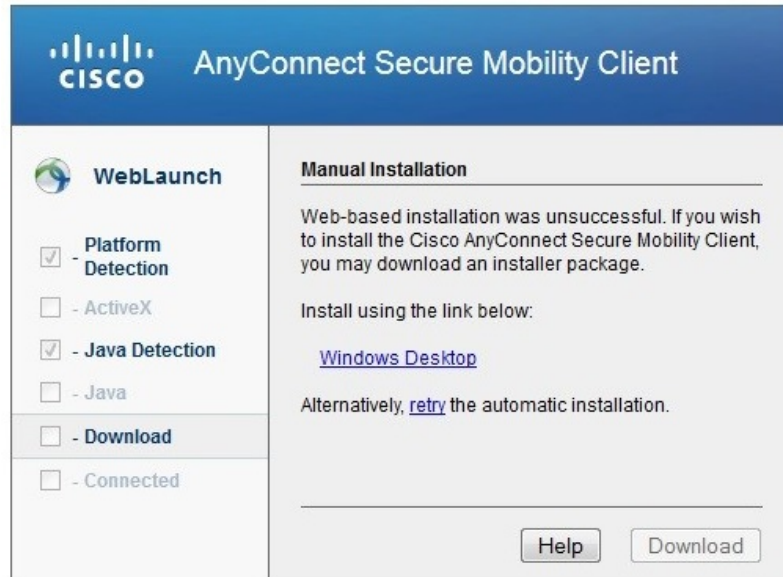 CISCO
AnyConnect Secure Mobility Client
WebLaunch
- Platform
Detection
- ActiveX
- Java Detection
- Java
- Download
- Connected
Manual Installation
Web-based installation was unsuccessful. If you wish
to install the Cisco AnyConnect Secure Mobility Client,
you may download an installer package.
Install using the link below:
Windows Desktop
Alternatively, retry the automatic installation.
Help
Download